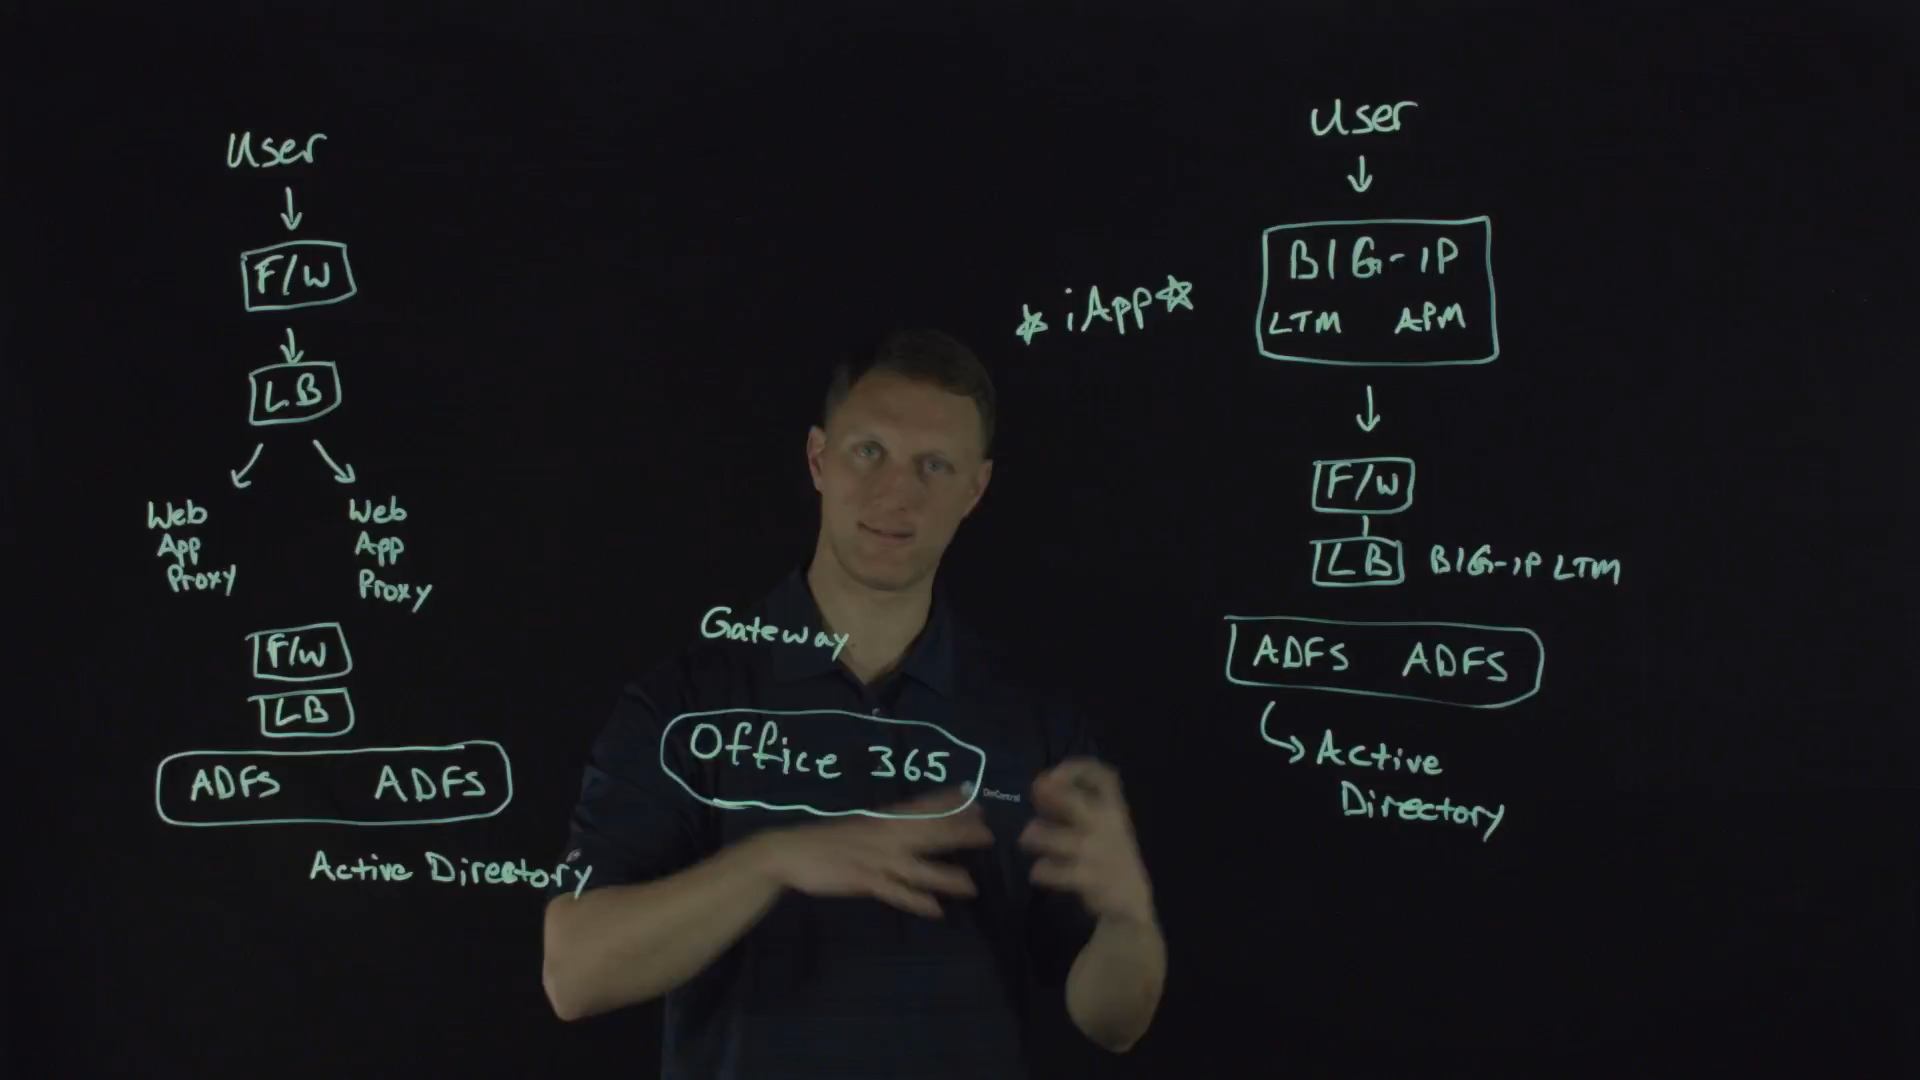 User
F/W
LB
Web App Proxy
Web App Proxy
F/W
LB
ADFS ADFS
Active Directory
Gateway
Office 365
DevCentral
☆ iApp ☆
User
BIG-IP
LTM APM
F/W
LB BIG-IP LTM
ADFS ADFS
Active
Directory